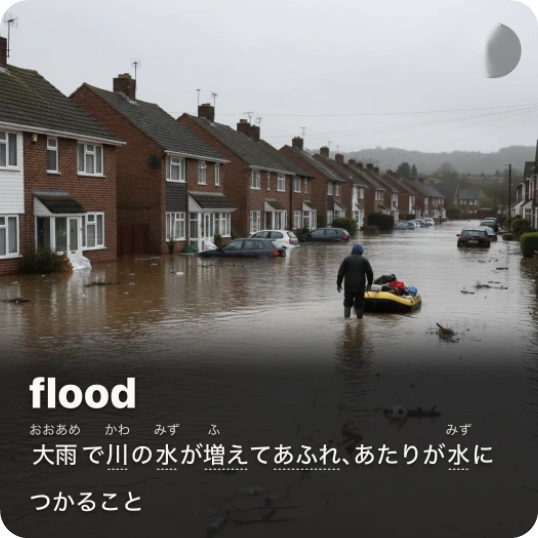 flood
おおあめ かわ みず ふ みず
大雨で川の水が増えてあふれ、あたりが水に
つかること